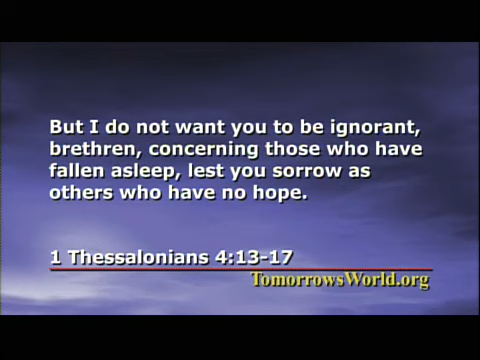 But I do not want you to be ignorant,
brethren, concerning those who have
fallen asleep, lest you sorrow as
others who have no hope.
1 Thessalonians 4:13-17
TomorrowsWorld.org